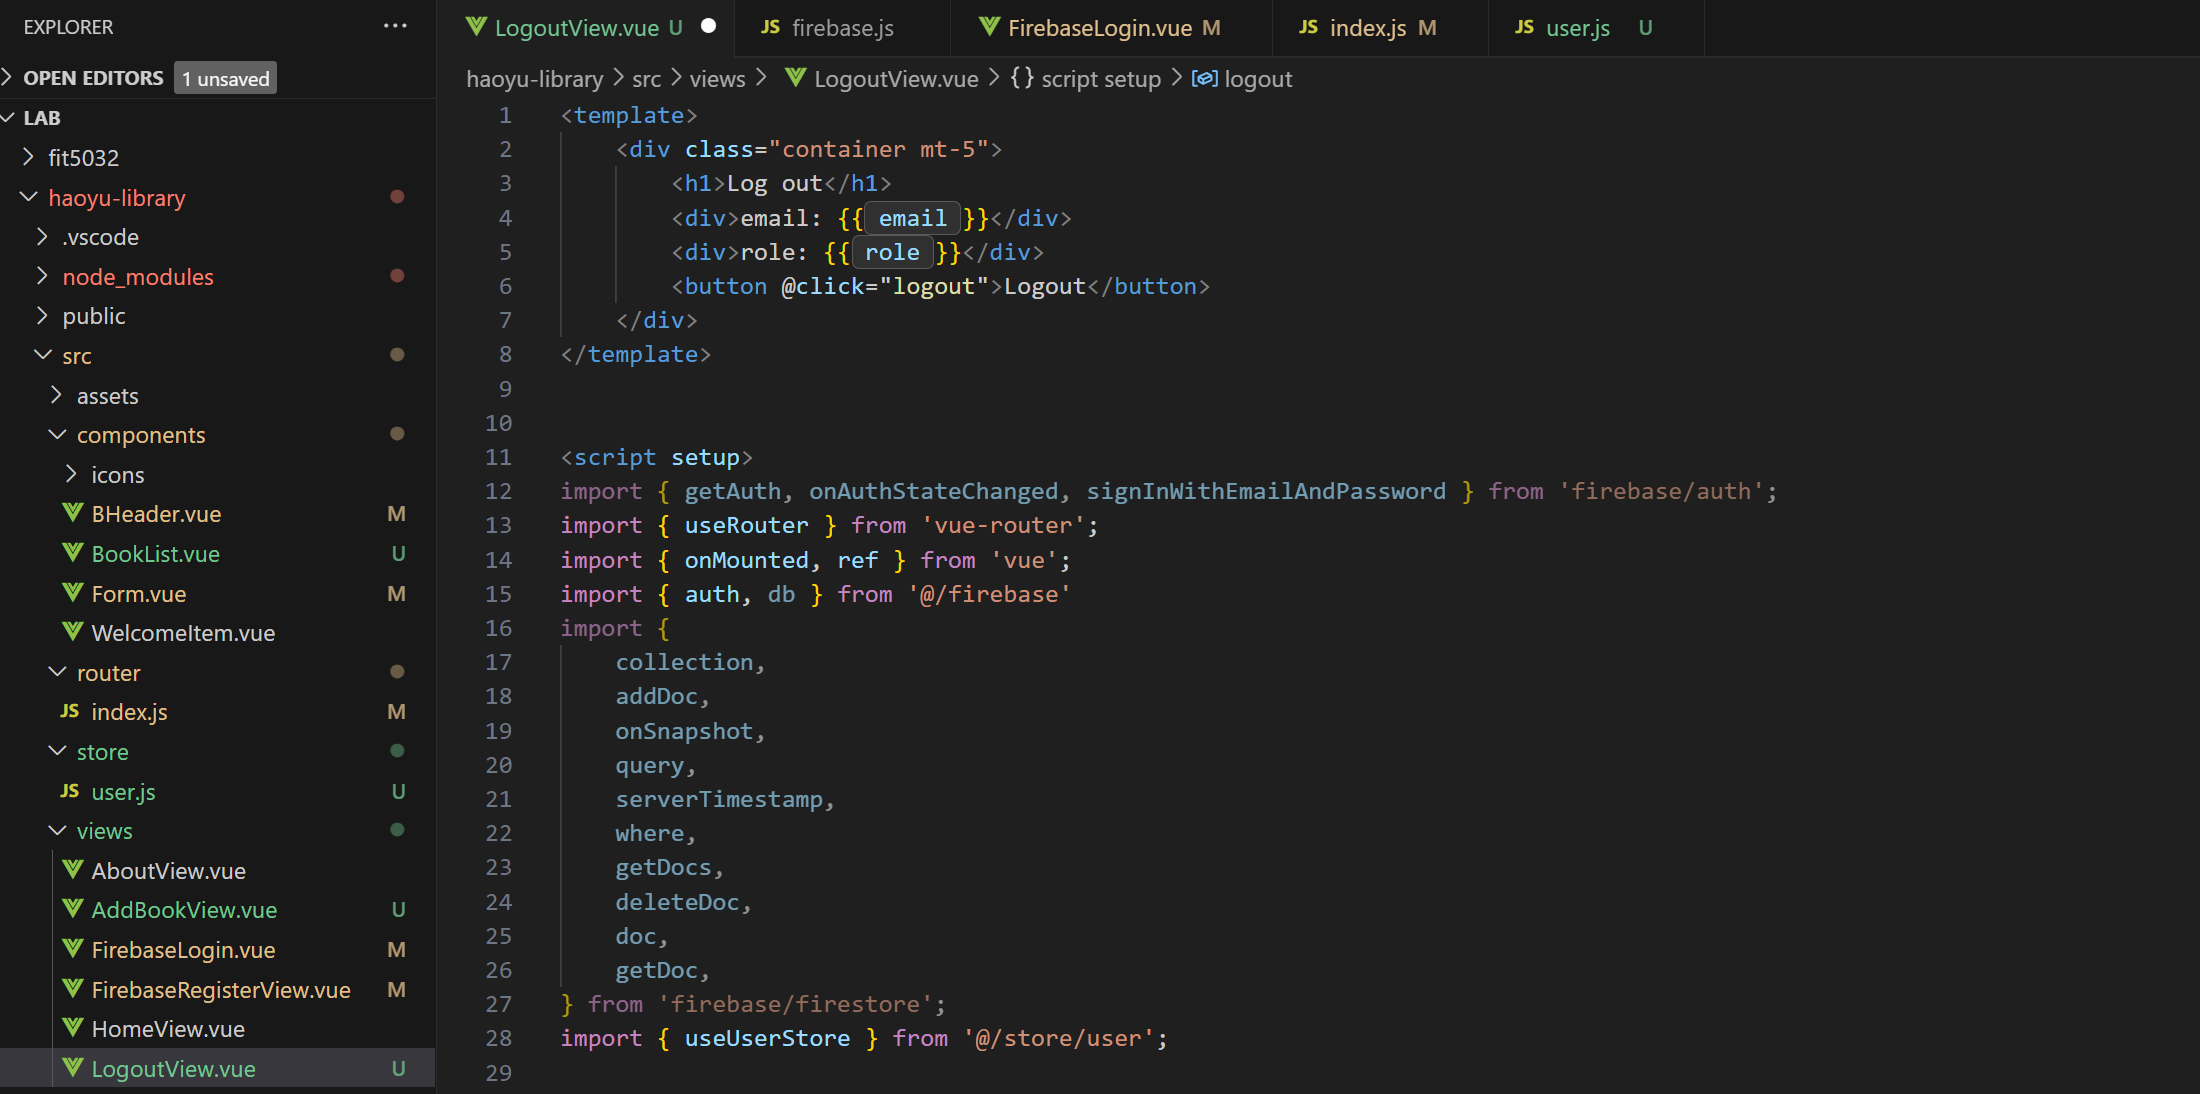 EXPLORER
OPEN EDITORS 1 unsaved
LAB
fit5032
haoyu-library
.vscode
node_modules
public
src
assets
components
icons
BHeader.vue M
BookList.vue U
Form.vue M
WelcomeItem.vue
router
JS index.js M
store
JS user.js U
views
AboutView.vue
AddBookView.vue U
FirebaseLogin.vue M
FirebaseRegisterView.vue M
HomeView.vue
LogoutView.vue U
LogoutView.vue U
JS firebase.js
FirebaseLogin.vue M
JS index.js M
JS user.js U
haoyu-library > src > views > LogoutView.vue > {} script setup > logout
1 <template>
2 <div class="container mt-5">
3 <h1>Log out</h1>
4 <div>email: {{ email }}</div>
5 <div>role: {{ role }}</div>
6 <button @click="logout">Logout</button>
7 </div>
8 </template>
9
10
11 <script setup>
12 import { getAuth, onAuthStateChanged, signInWithEmailAndPassword } from 'firebase/auth';
13 import { useRouter } from 'vue-router';
14 import { onMounted, ref } from 'vue';
15 import { auth, db } from '@/firebase'
16 import {
17 collection,
18 addDoc,
19 onSnapshot,
20 query,
21 serverTimestamp,
22 where,
23 getDocs,
24 deleteDoc,
25 doc,
26 getDoc,
27 } from 'firebase/firestore';
28 import { useUserStore } from '@/store/user';
29